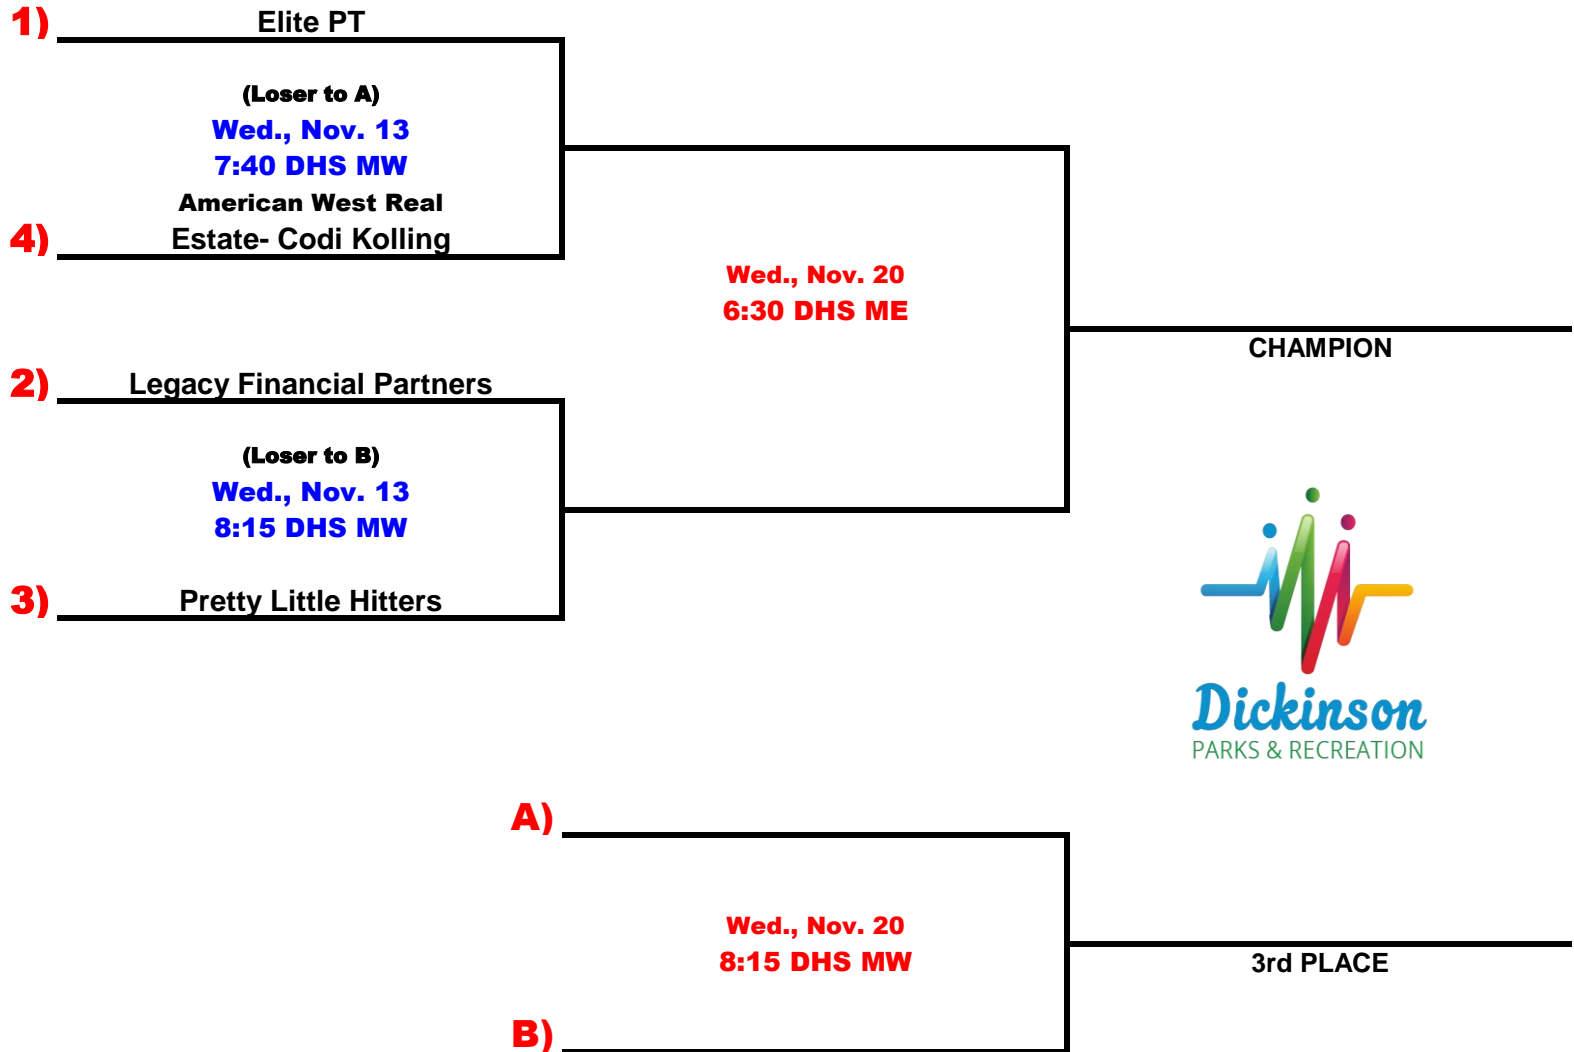 1) Elite PT
(Loser to A)
Wed., Nov. 13
7:40 DHS MW
American West Real
4) Estate- Codi Kolling
Wed., Nov. 20
6:30 DHS ME
CHAMPION
2) Legacy Financial Partners
(Loser to B)
Wed., Nov. 13
8:15 DHS MW
3) Pretty Little Hitters
Dickinson
PARKS & RECREATION
A)
Wed., Nov. 20
8:15 DHS MW
3rd PLACE
B)